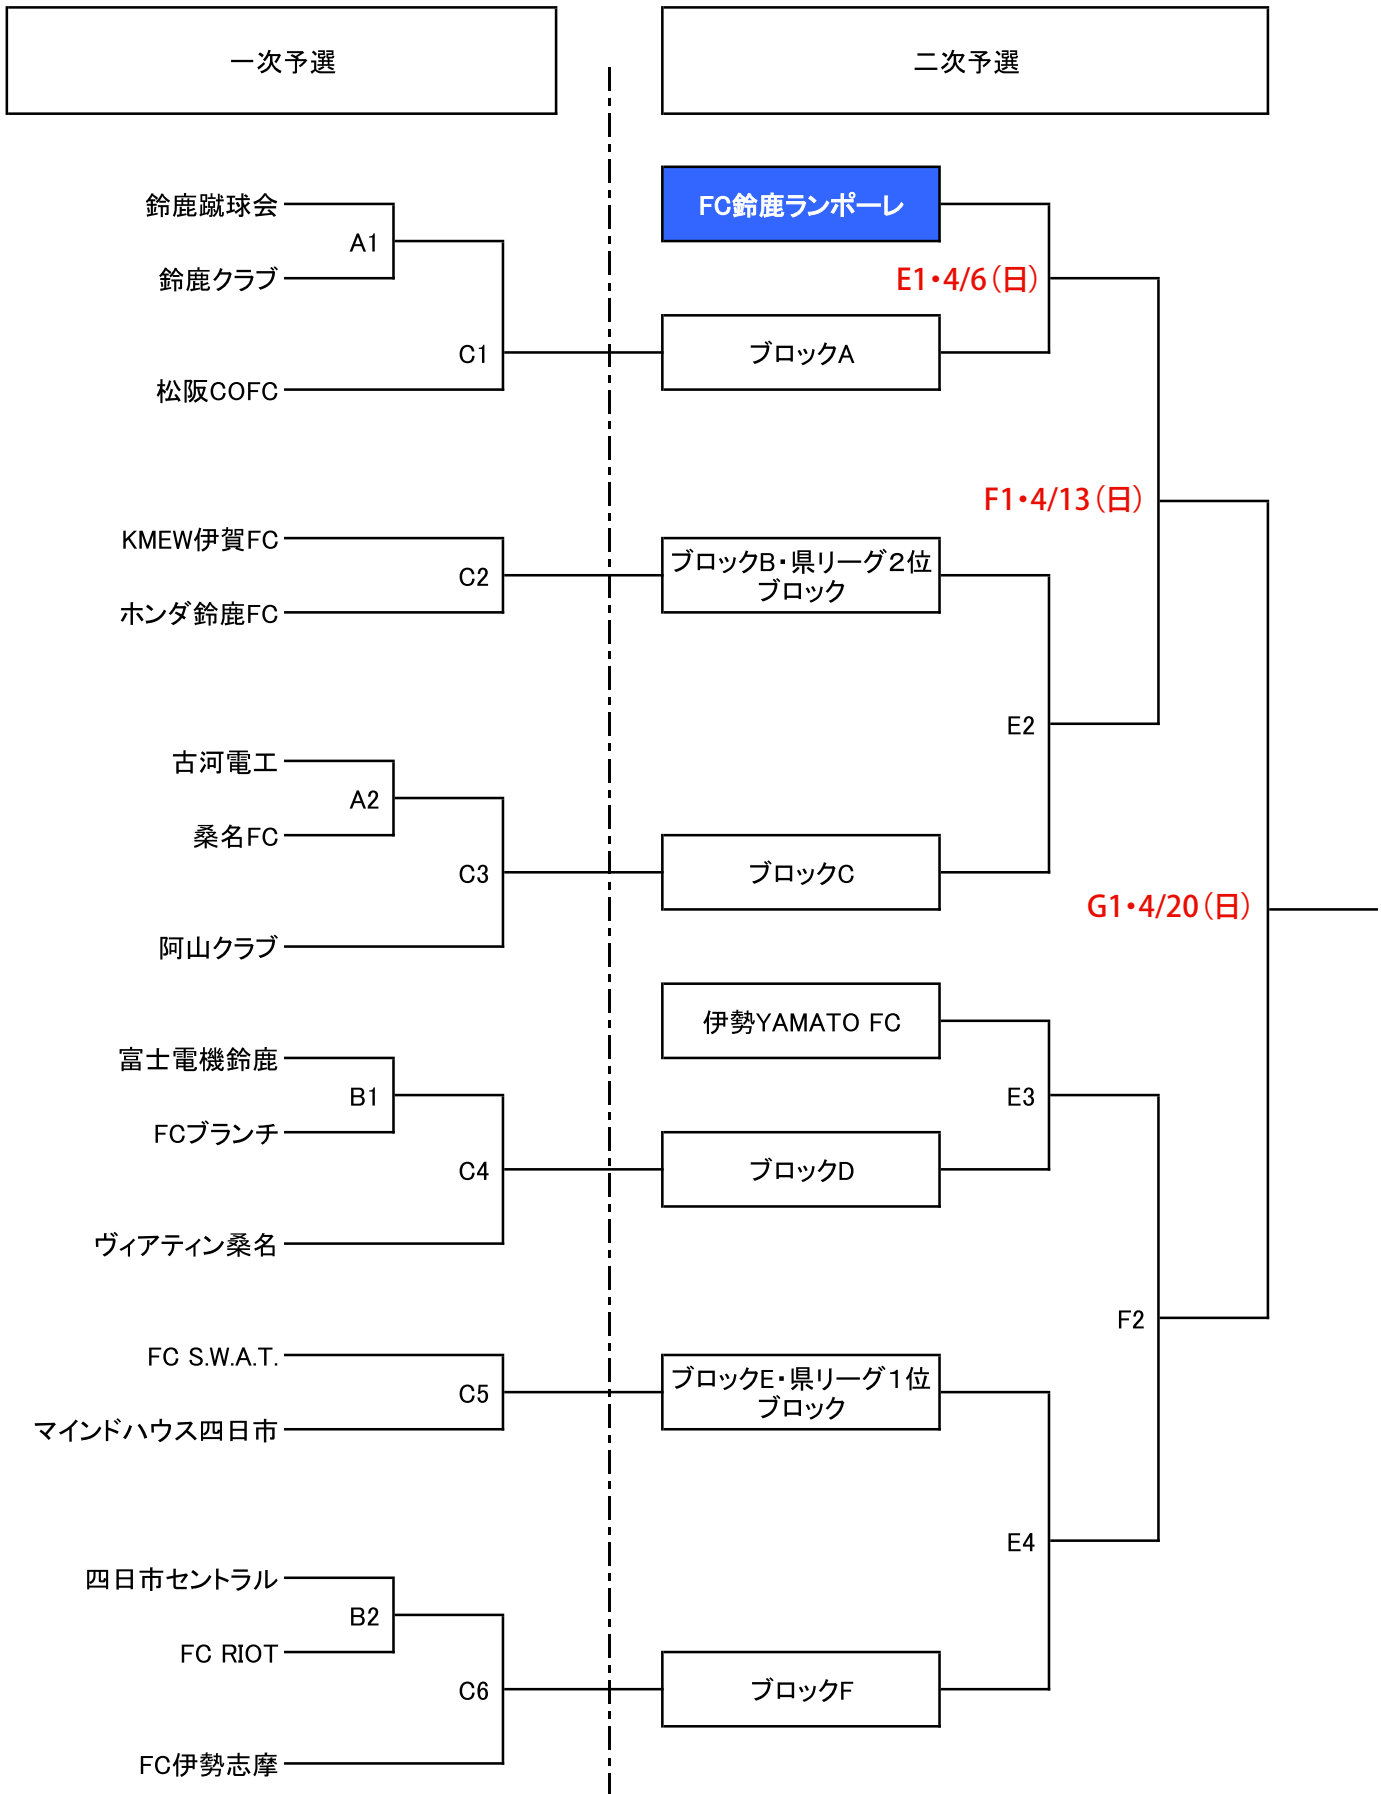 一次予選
二次予選
鈴鹿蹴球会
A1
鈴鹿クラブ
C1
松阪COFC
FC鈴鹿ランポーレ
E1・4/6(日)
ブロックA
F1・4/13(日)
KMEW伊賀FC
C2
ホンダ鈴鹿FC
ブロックB・県リーグ2位
ブロック
E2
古河電工
A2
桑名FC
C3
阿山クラブ
ブロックC
G1・4/20(日)
伊勢YAMATO FC
E3
富士電機鈴鹿
B1
FCブランチ
C4
ヴィアティン桑名
ブロックD
F2
FC S.W.A.T.
C5
マインドハウス四日市
ブロックE・県リーグ1位
ブロック
E4
四日市セントラル
B2
FC RIOT
C6
FC伊勢志摩
ブロックF